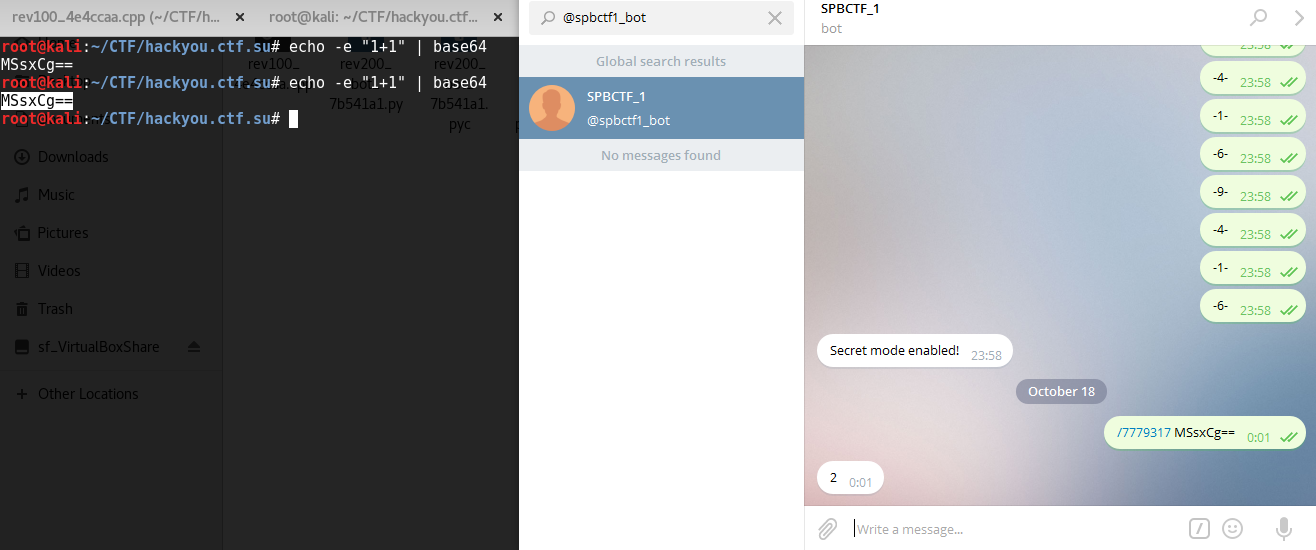 rev100_4e4ccaa.cpp (~/CTF/h...
root@kali: ~/CTF/hackyou.ctf...
root@kali:~/CTF/hackyou.ctf.su# echo -e "1+1" | base64
MSsxCg==
root@kali:~/CTF/hackyou.ctf.su# echo -e "1+1" | base64
MSsxCg==
root@kali:~/CTF/hackyou.ctf.su#
rev100_
rev200_
rev200_
7b541a1.py
7b541a1.
pyc
Downloads
Music
Pictures
Videos
Trash
sf_VirtualBoxShare
Other Locations
@spbctf1_bot
Global search results
SPBCTF_1
@spbctf1_bot
No messages found
SPBCTF_1
bot
23:58
-4- 23:58
-1- 23:58
-6- 23:58
-9- 23:58
-4- 23:58
-1- 23:58
-6- 23:58
Secret mode enabled! 23:58
October 18
/7779317 MSsxCg== 0:01
2 0:01
Write a message...